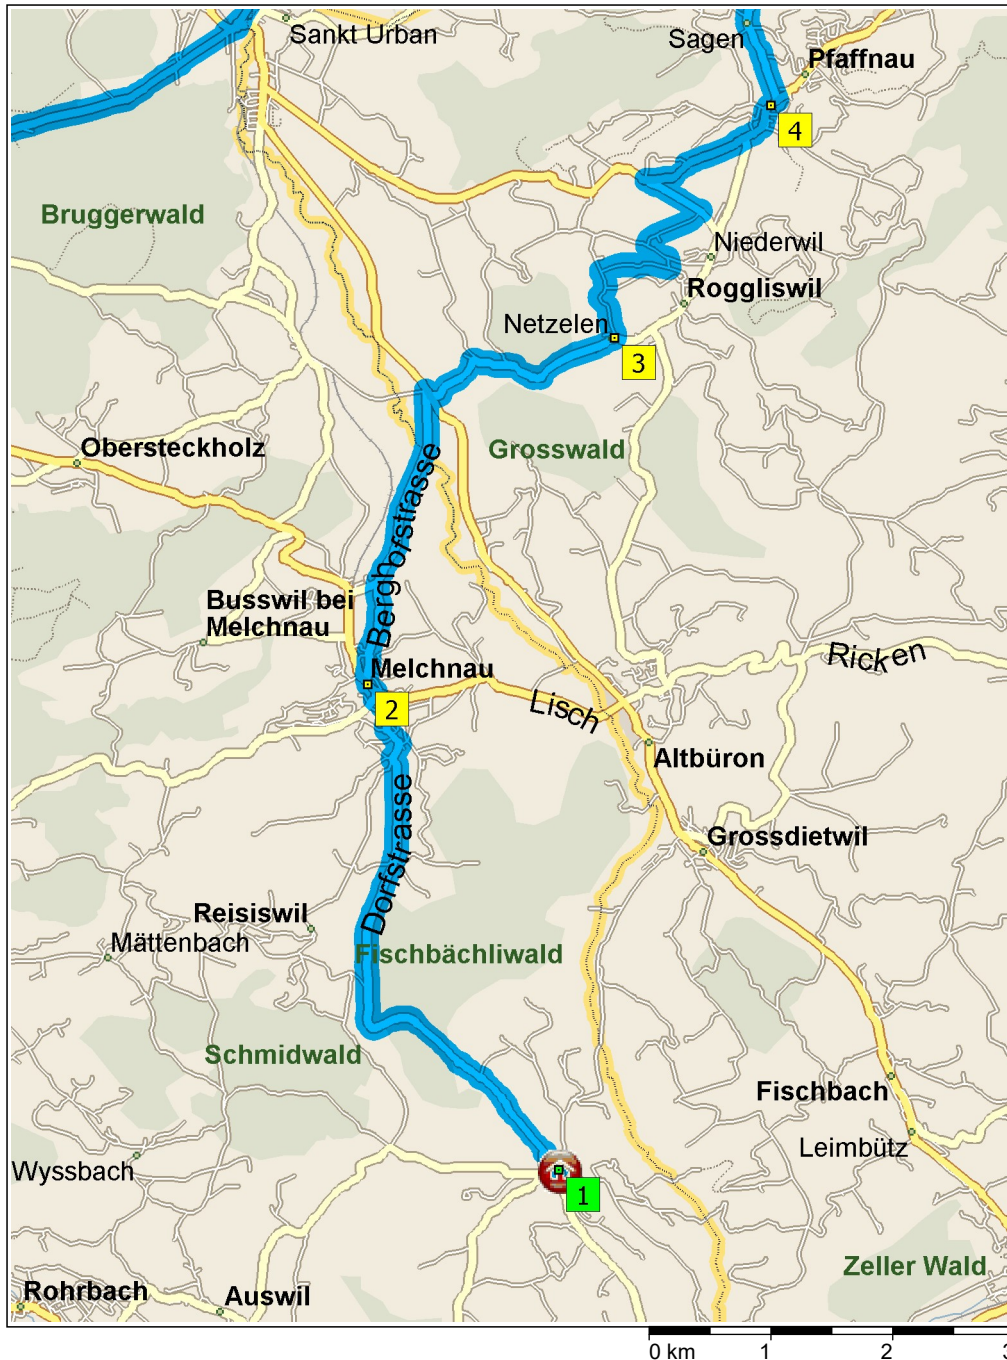 Sankt Urban
Sagen
Pfaffnau
4
Bruggerwald
Niederwil
Roggliswil
Netzelen
3
Obersteckholz
Grosswald
Berghofstrasse
Busswil bei
Melchnau
Melchnau
2
Ricken
Lisch
Altbüron
Dorfstrasse
Grossdietwil
Reisiswil
Mättenbach
Fischbächliwald
Schmidwald
Fischbach
Leimbütz
Wyssbach
1
Zeller Wald
Rohrbach
Auswil
0 km 1 2 3